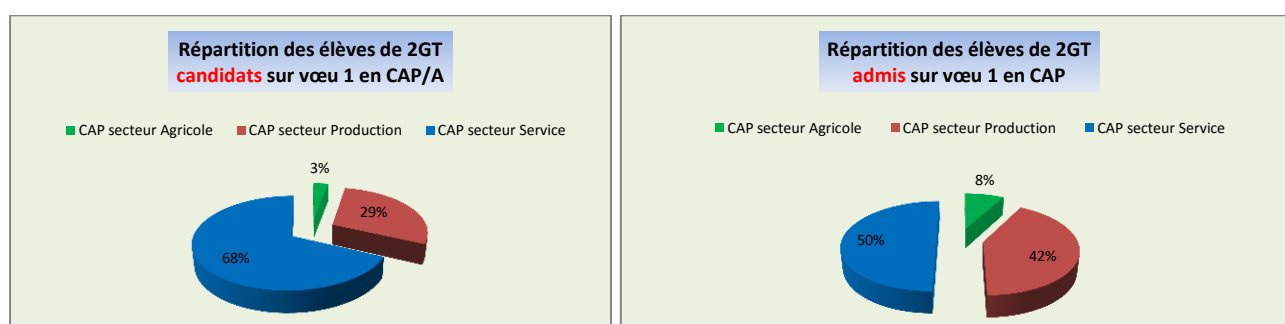 Répartition des élèves de 2GT
candidats sur vœu 1 en CAP/A
CAP secteur Agricole CAP secteur Production CAP secteur Service
3%
29%
68%
Répartition des élèves de 2GT
admis sur vœu 1 en CAP
CAP secteur Agricole CAP secteur Production CAP secteur Service
8%
50%
42%